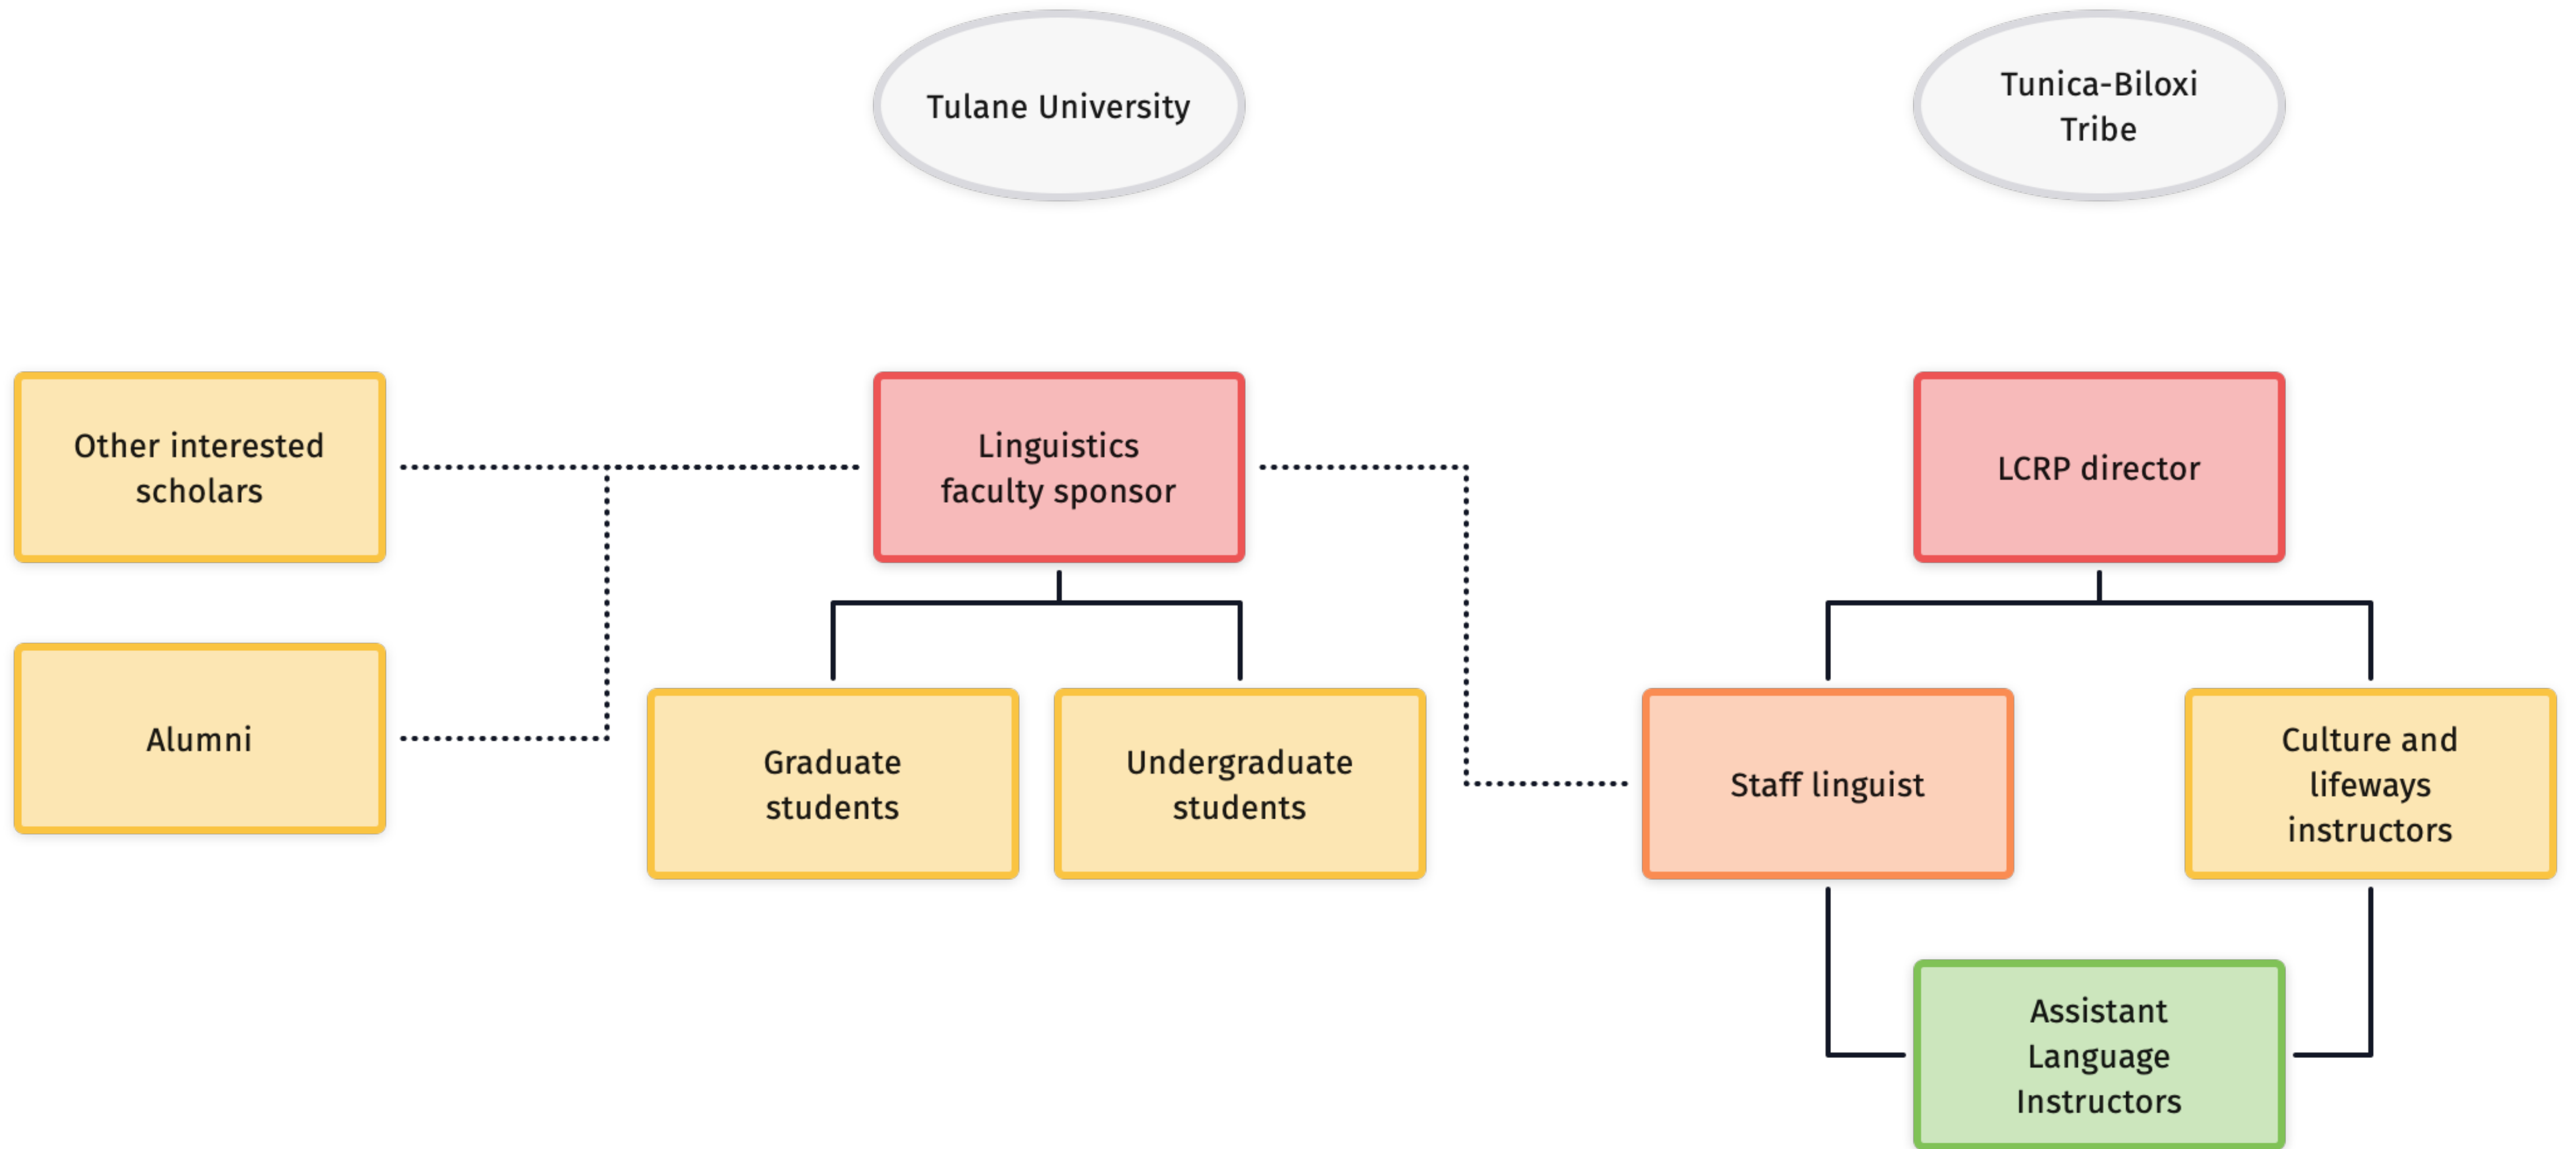 Tulane University
Tunica-Biloxi
Tribe
Other interested
scholars
Linguistics
faculty sponsor
LCRP director
Alumni
Graduate
students
Undergraduate
students
Staff linguist
Culture and
lifeways
instructors
Assistant
Language
Instructors